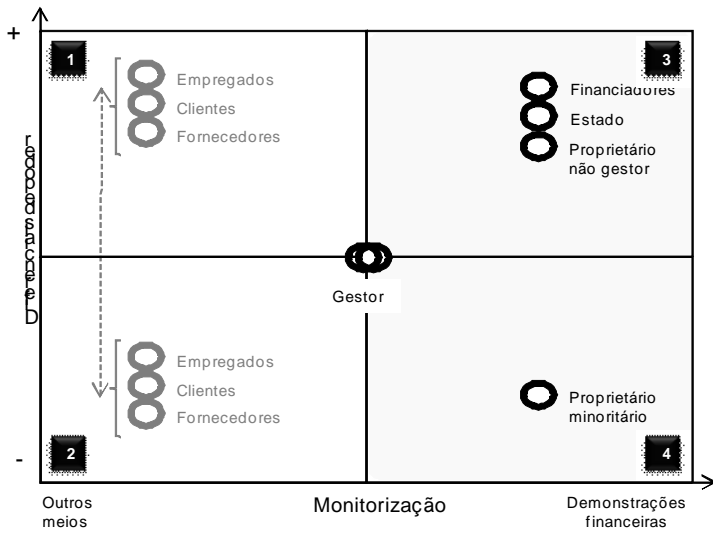 +
1
3
Empregados
Clientes
Fornecedores
Financiadores
Estado
Proprietário
não gestor
Gestor
Empregados
Clientes
Fornecedores
Proprietário
minoritário
-
2
4
Outros
meios
Monitorização
Demonstrações
financeiras